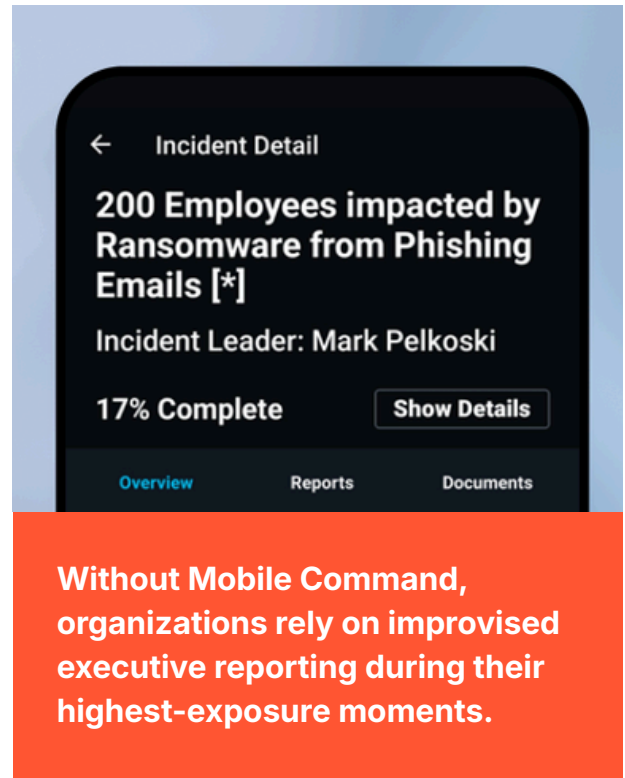 ← Incident Detail
200 Employees impacted by
Ransomware from Phishing
Emails [*]
Incident Leader: Mark Pelkoski
17% Complete
Show Details
Overview Reports Documents
Without Mobile Command,
organizations rely on improvised
executive reporting during their
highest-exposure moments.